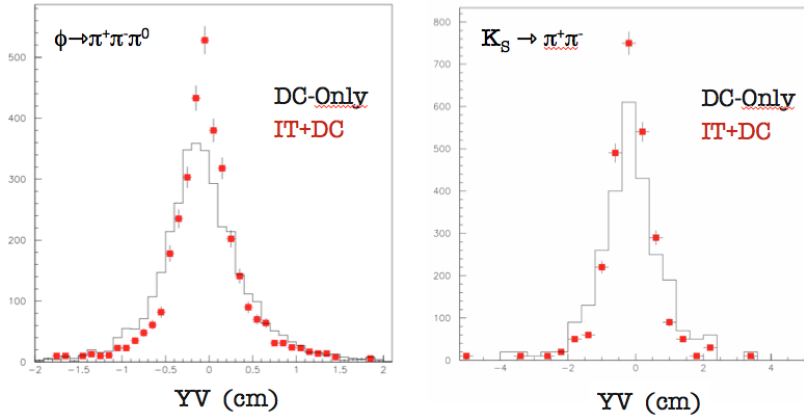 ϕ→π⁺π⁻π⁰
DC-Only
IT+DC
500
400
300
200
100
0
-2 -1.5 -1 -0.5 0 0.5 1 1.5 2
YV (cm)
K_S → π⁺π⁻
DC-Only
IT+DC
800
700
600
500
400
300
200
100
0
-4 -2 0 2 4
YV (cm)